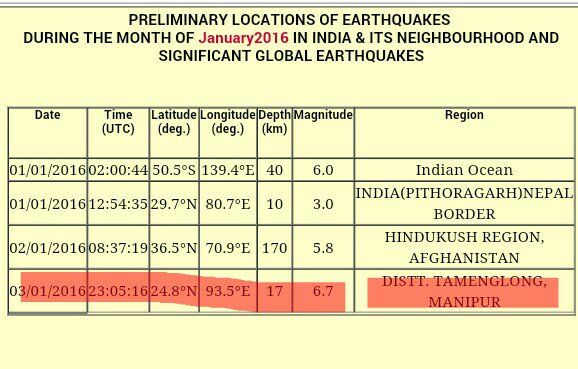 PRELIMINARY LOCATIONS OF EARTHQUAKES
DURING THE MONTH OF January2016 IN INDIA & ITS NEIGHBOURHOOD AND
SIGNIFICANT GLOBAL EARTHQUAKES
Date Time (UTC) Latitude (deg.) Longitude (deg.) Depth (km) Magnitude Region
01/01/2016 02:00:44 50.5°S 139.4°E 40 6.0 Indian Ocean
01/01/2016 12:54:35 29.7°N 80.7°E 10 3.0 INDIA(PITHORAGARH)NEPAL BORDER
02/01/2016 08:37:19 36.5°N 70.9°E 170 5.8 HINDUKUSH REGION, AFGHANISTAN
03/01/2016 23:05:16 24.8°N 93.5°E 17 6.7 DISTT. TAMENGLONG, MANIPUR